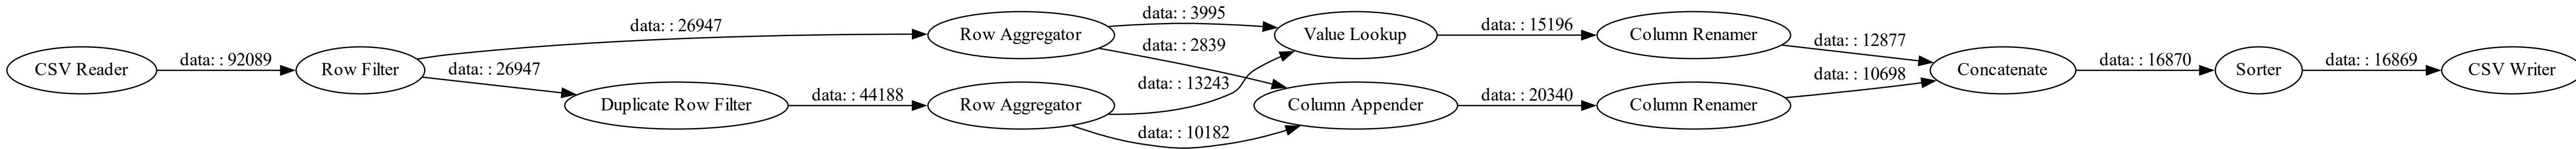 CSV Reader
data: : 92089
Row Filter
data: : 26947
data: : 26947
Duplicate Row Filter
data: : 44188
Row Aggregator
Row Aggregator
data: : 3995
data: : 2839
data: : 13243
data: : 10182
Value Lookup
Column Appender
data: : 15196
data: : 20340
Column Renamer
Column Renamer
data: : 12877
data: : 10698
Concatenate
data: : 16870
Sorter
data: : 16869
CSV Writer